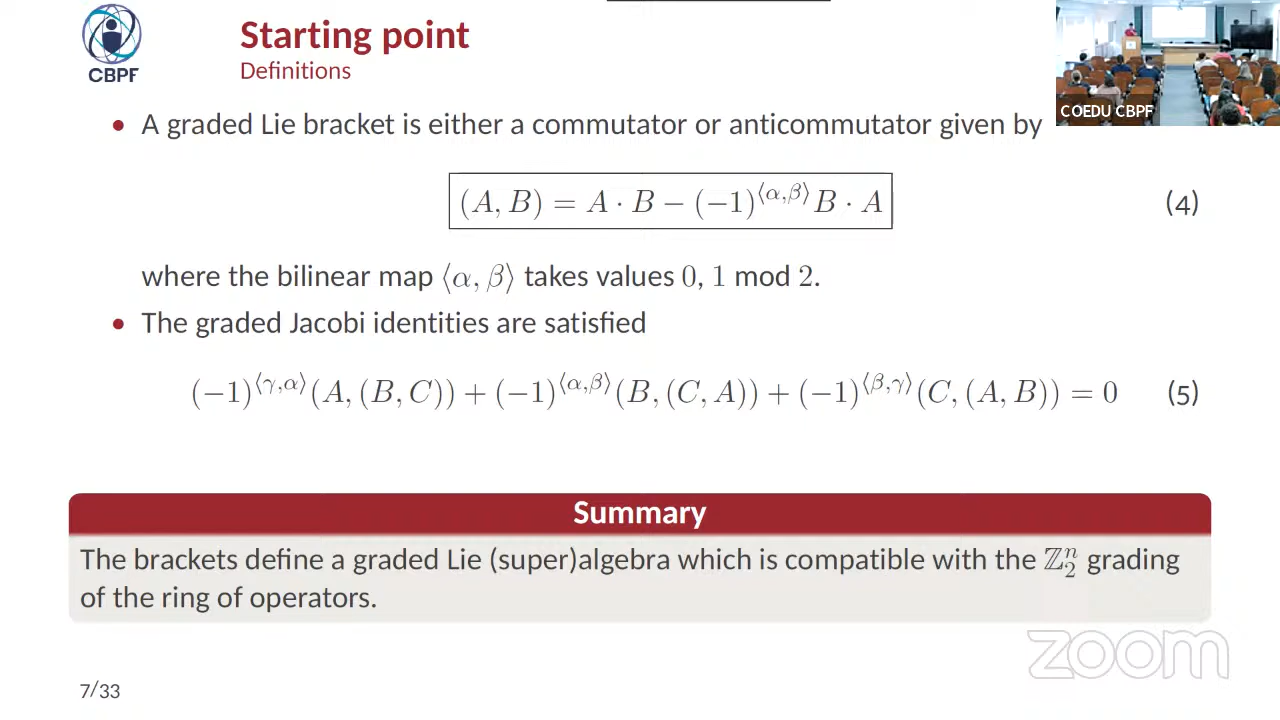 CBPF
Starting point
Definitions
COEDU CBPF
• A graded Lie bracket is either a commutator or anticommutator given by
(A, B) = A · B − (−1)^{⟨α,β⟩} B · A (4)
where the bilinear map ⟨α, β⟩ takes values 0, 1 mod 2.
• The graded Jacobi identities are satisfied
(−1)^{⟨γ,α⟩}(A, (B, C)) + (−1)^{⟨α,β⟩}(B, (C, A)) + (−1)^{⟨β,γ⟩}(C, (A, B)) = 0 (5)
Summary
The brackets define a graded Lie (super)algebra which is compatible with the ℤ₂ⁿ grading
of the ring of operators.
zoom
7/33